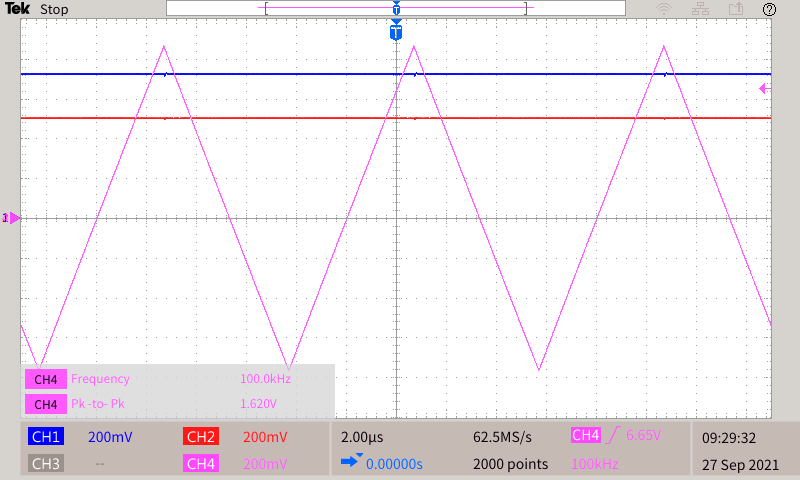 Tek Stop
T
T
CH4 Frequency 100.0kHz
CH4 Pk -to- Pk 1.620V
CH1 200mV CH2 200mV 2.00µs 62.5MS/s CH4 6.65V 09:29:32
CH3 -- CH4 200mV 0.00000s 2000 points 100kHz 27 Sep 2021